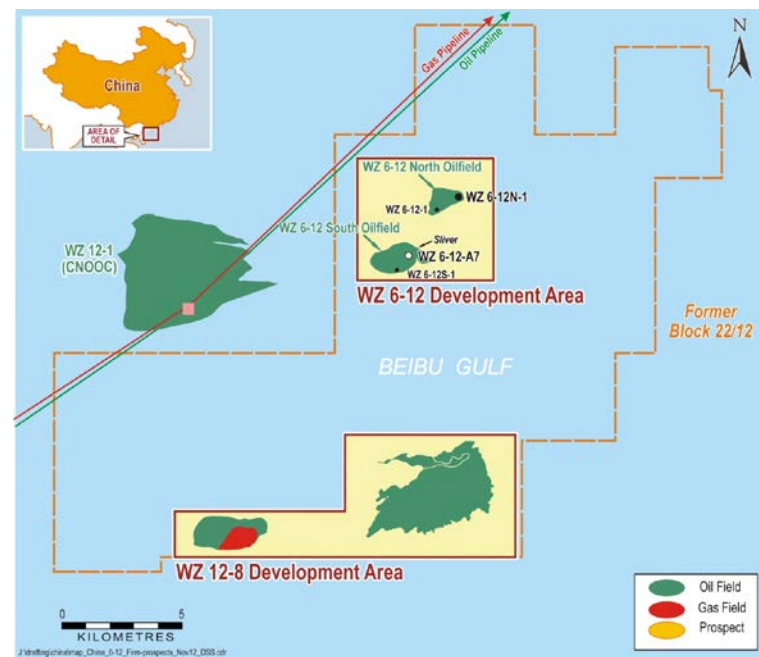 China
AREA OF
DETAIL
Gas Pipeline
Oil Pipeline
N
WZ 6-12 North Oilfield
WZ 6-12N-1
WZ 6-12-1
WZ 6-12 South Oilfield
Sliver
WZ 6-12-A7
WZ 6-12S-1
WZ 6-12 Development Area
WZ 12-1
(CNOOC)
Former
Block 22/12
BEIBU GULF
WZ 12-8 Development Area
0 5
KILOMETRES
Oil Field
Gas Field
Prospect